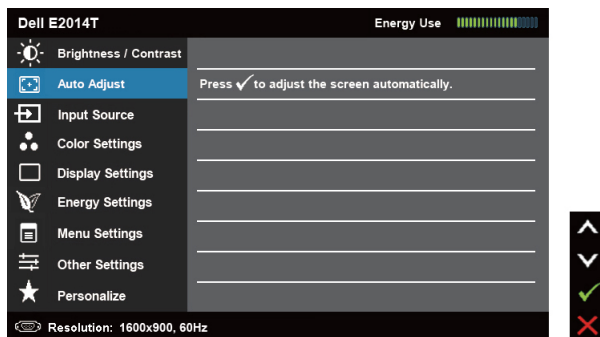 Dell E2014T Energy Use
Brightness / Contrast
Auto Adjust Press ✓ to adjust the screen automatically.
Input Source
Color Settings
Display Settings
Energy Settings
Menu Settings
Other Settings
Personalize
Resolution: 1600x900, 60Hz